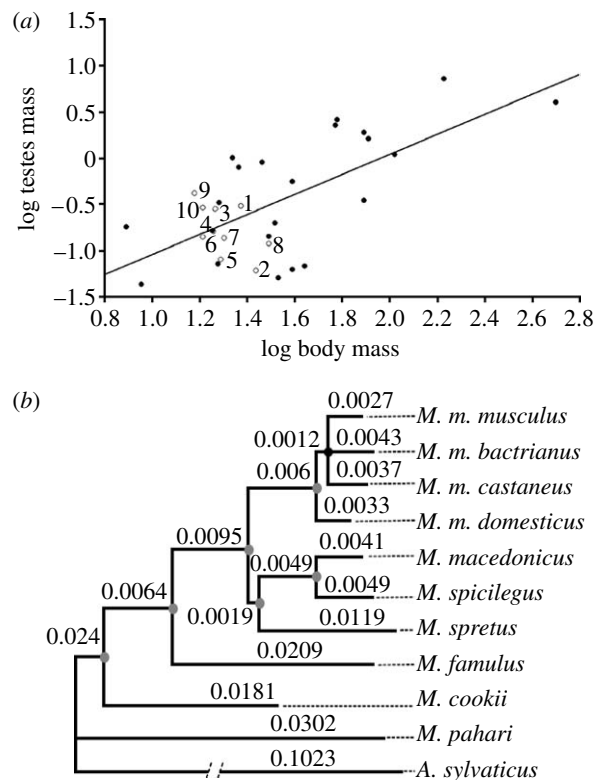 (a)
1.5
1.0
0.5
0
−0.5
−1.0
−1.5
log testes mass
9
10
3
1
4
6
7
5
2
8
0.8 1.0 1.2 1.4 1.6 1.8 2.0 2.2 2.4 2.6 2.8
log body mass
(b)
0.0027
M. m. musculus
0.0012
0.0043
M. m. bactrianus
0.006
0.0037
M. m. castaneus
0.0033
M. m. domesticus
0.0095
0.0041
M. macedonicus
0.0049
0.0064
0.0049
M. spicilegus
0.0019
0.0119
M. spretus
0.024
0.0209
M. famulus
0.0181
M. cookii
0.0302
M. pahari
0.1023
A. sylvaticus